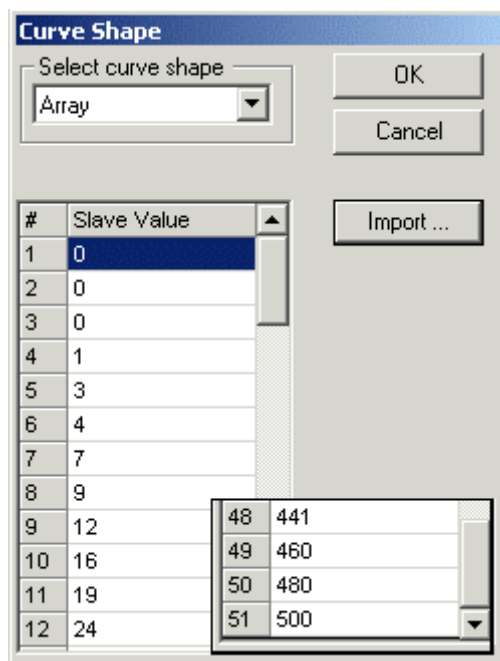 Curve Shape
Select curve shape
Array
OK
Cancel
Import ...
# Slave Value
1 0
2 0
3 0
4 1
5 3
6 4
7 7
8 9
9 12
10 16
11 19
12 24
48 441
49 460
50 480
51 500